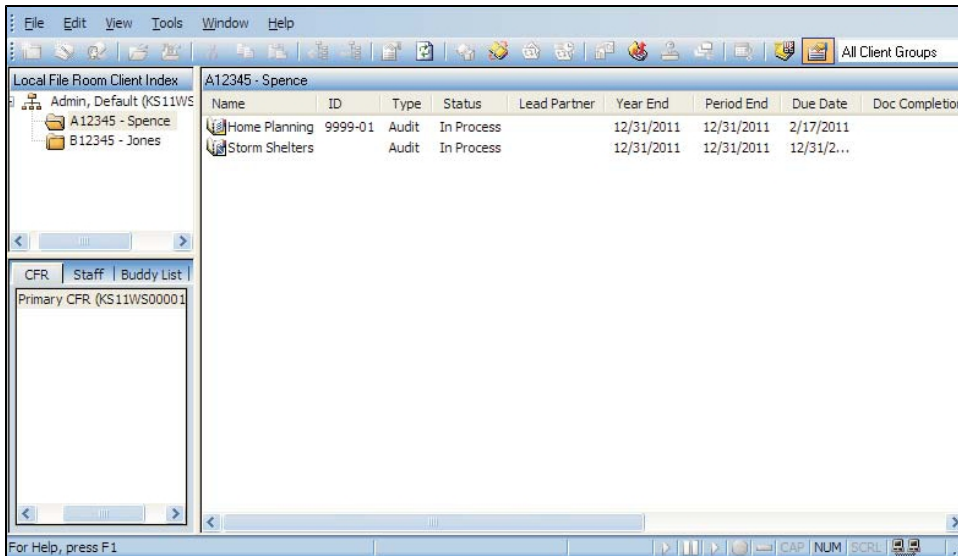 File Edit View Tools Window Help
All Client Groups
Local File Room Client Index
A12345 - Spence
Admin, Default (KS11WS
A12345 - Spence
B12345 - Jones
Name ID Type Status Lead Partner Year End Period End Due Date Doc Completion
Home Planning 9999-01 Audit In Process 12/31/2011 12/31/2011 2/17/2011
Storm Shelters Audit In Process 12/31/2011 12/31/2011 12/31/2...
CFR Staff Buddy List
Primary CFR (KS11WS00001
For Help, press F1
CAP NUM SCRL